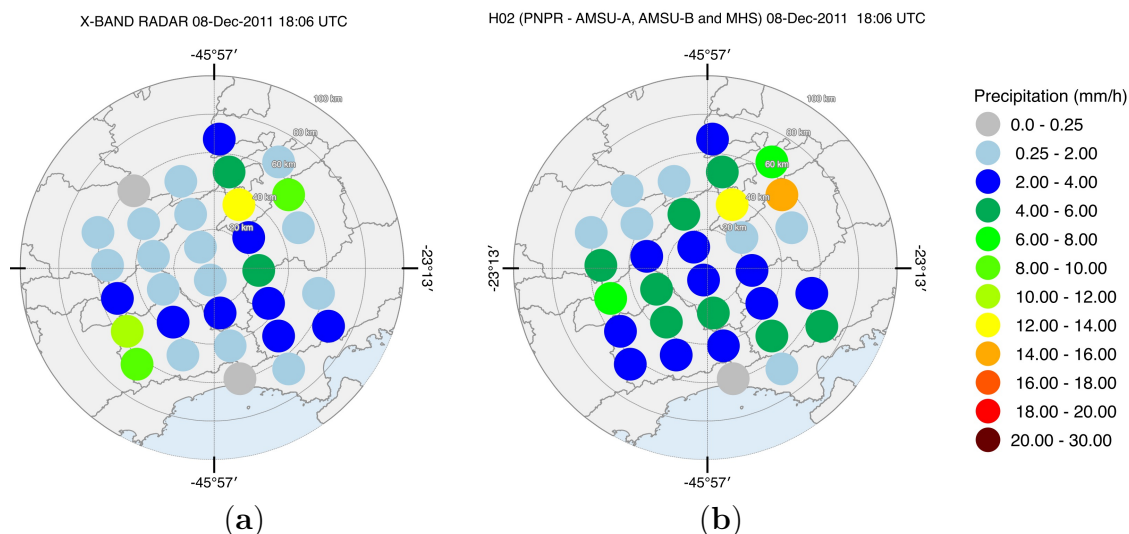 X-BAND RADAR 08-Dec-2011 18:06 UTC
H02 (PNPR - AMSU-A, AMSU-B and MHS) 08-Dec-2011 18:06 UTC
-45°57′
-45°57′
100 km
80 km
60 km
40 km
20 km
100 km
80 km
60 km
40 km
20 km
-23°13′
-23°13′
-23°13′
Precipitation (mm/h)
0.0 - 0.25
0.25 - 2.00
2.00 - 4.00
4.00 - 6.00
6.00 - 8.00
8.00 - 10.00
10.00 - 12.00
12.00 - 14.00
14.00 - 16.00
16.00 - 18.00
18.00 - 20.00
20.00 - 30.00
-45°57′
-45°57′
(a)
(b)